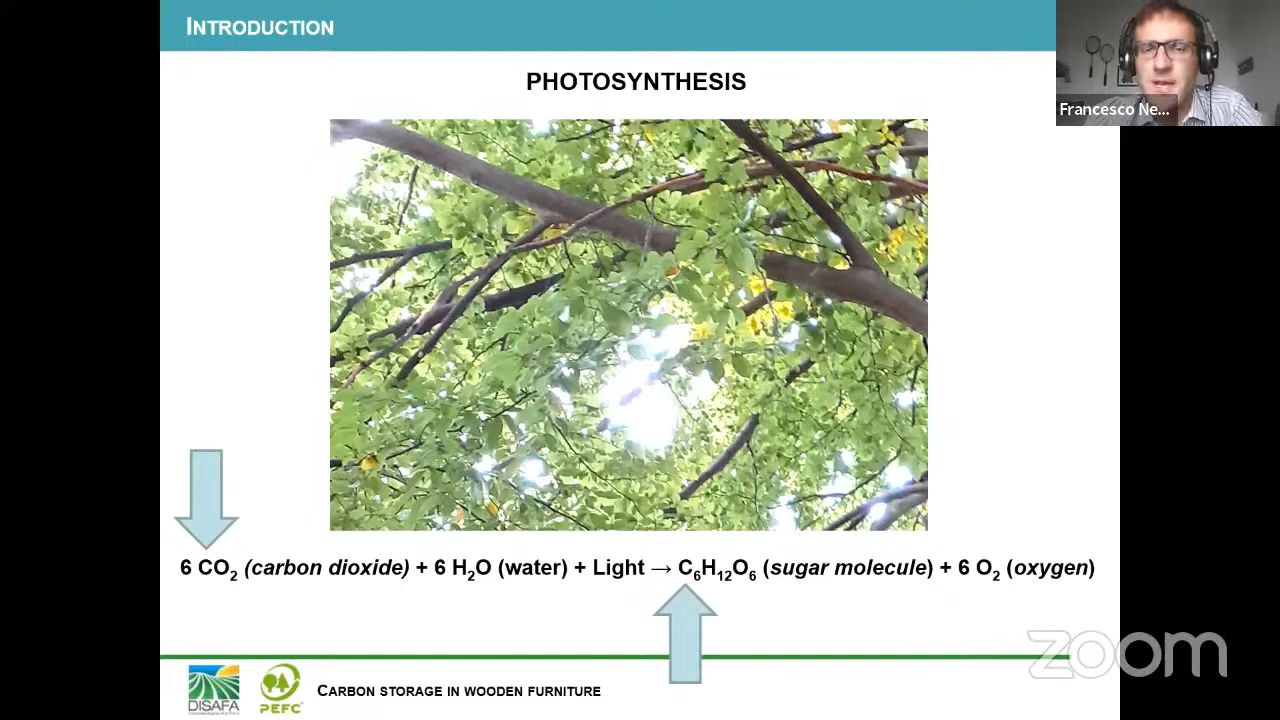 INTRODUCTION
Francesco Ne...
PHOTOSYNTHESIS
6 CO₂ (carbon dioxide) + 6 H₂O (water) + Light → C₆H₁₂O₆ (sugar molecule) + 6 O₂ (oxygen)
zoom
DISAFA
PEFC
CARBON STORAGE IN WOODEN FURNITURE